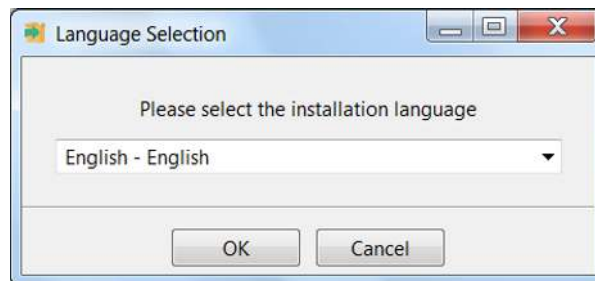 Language Selection
Please select the installation language
English - English
OK
Cancel